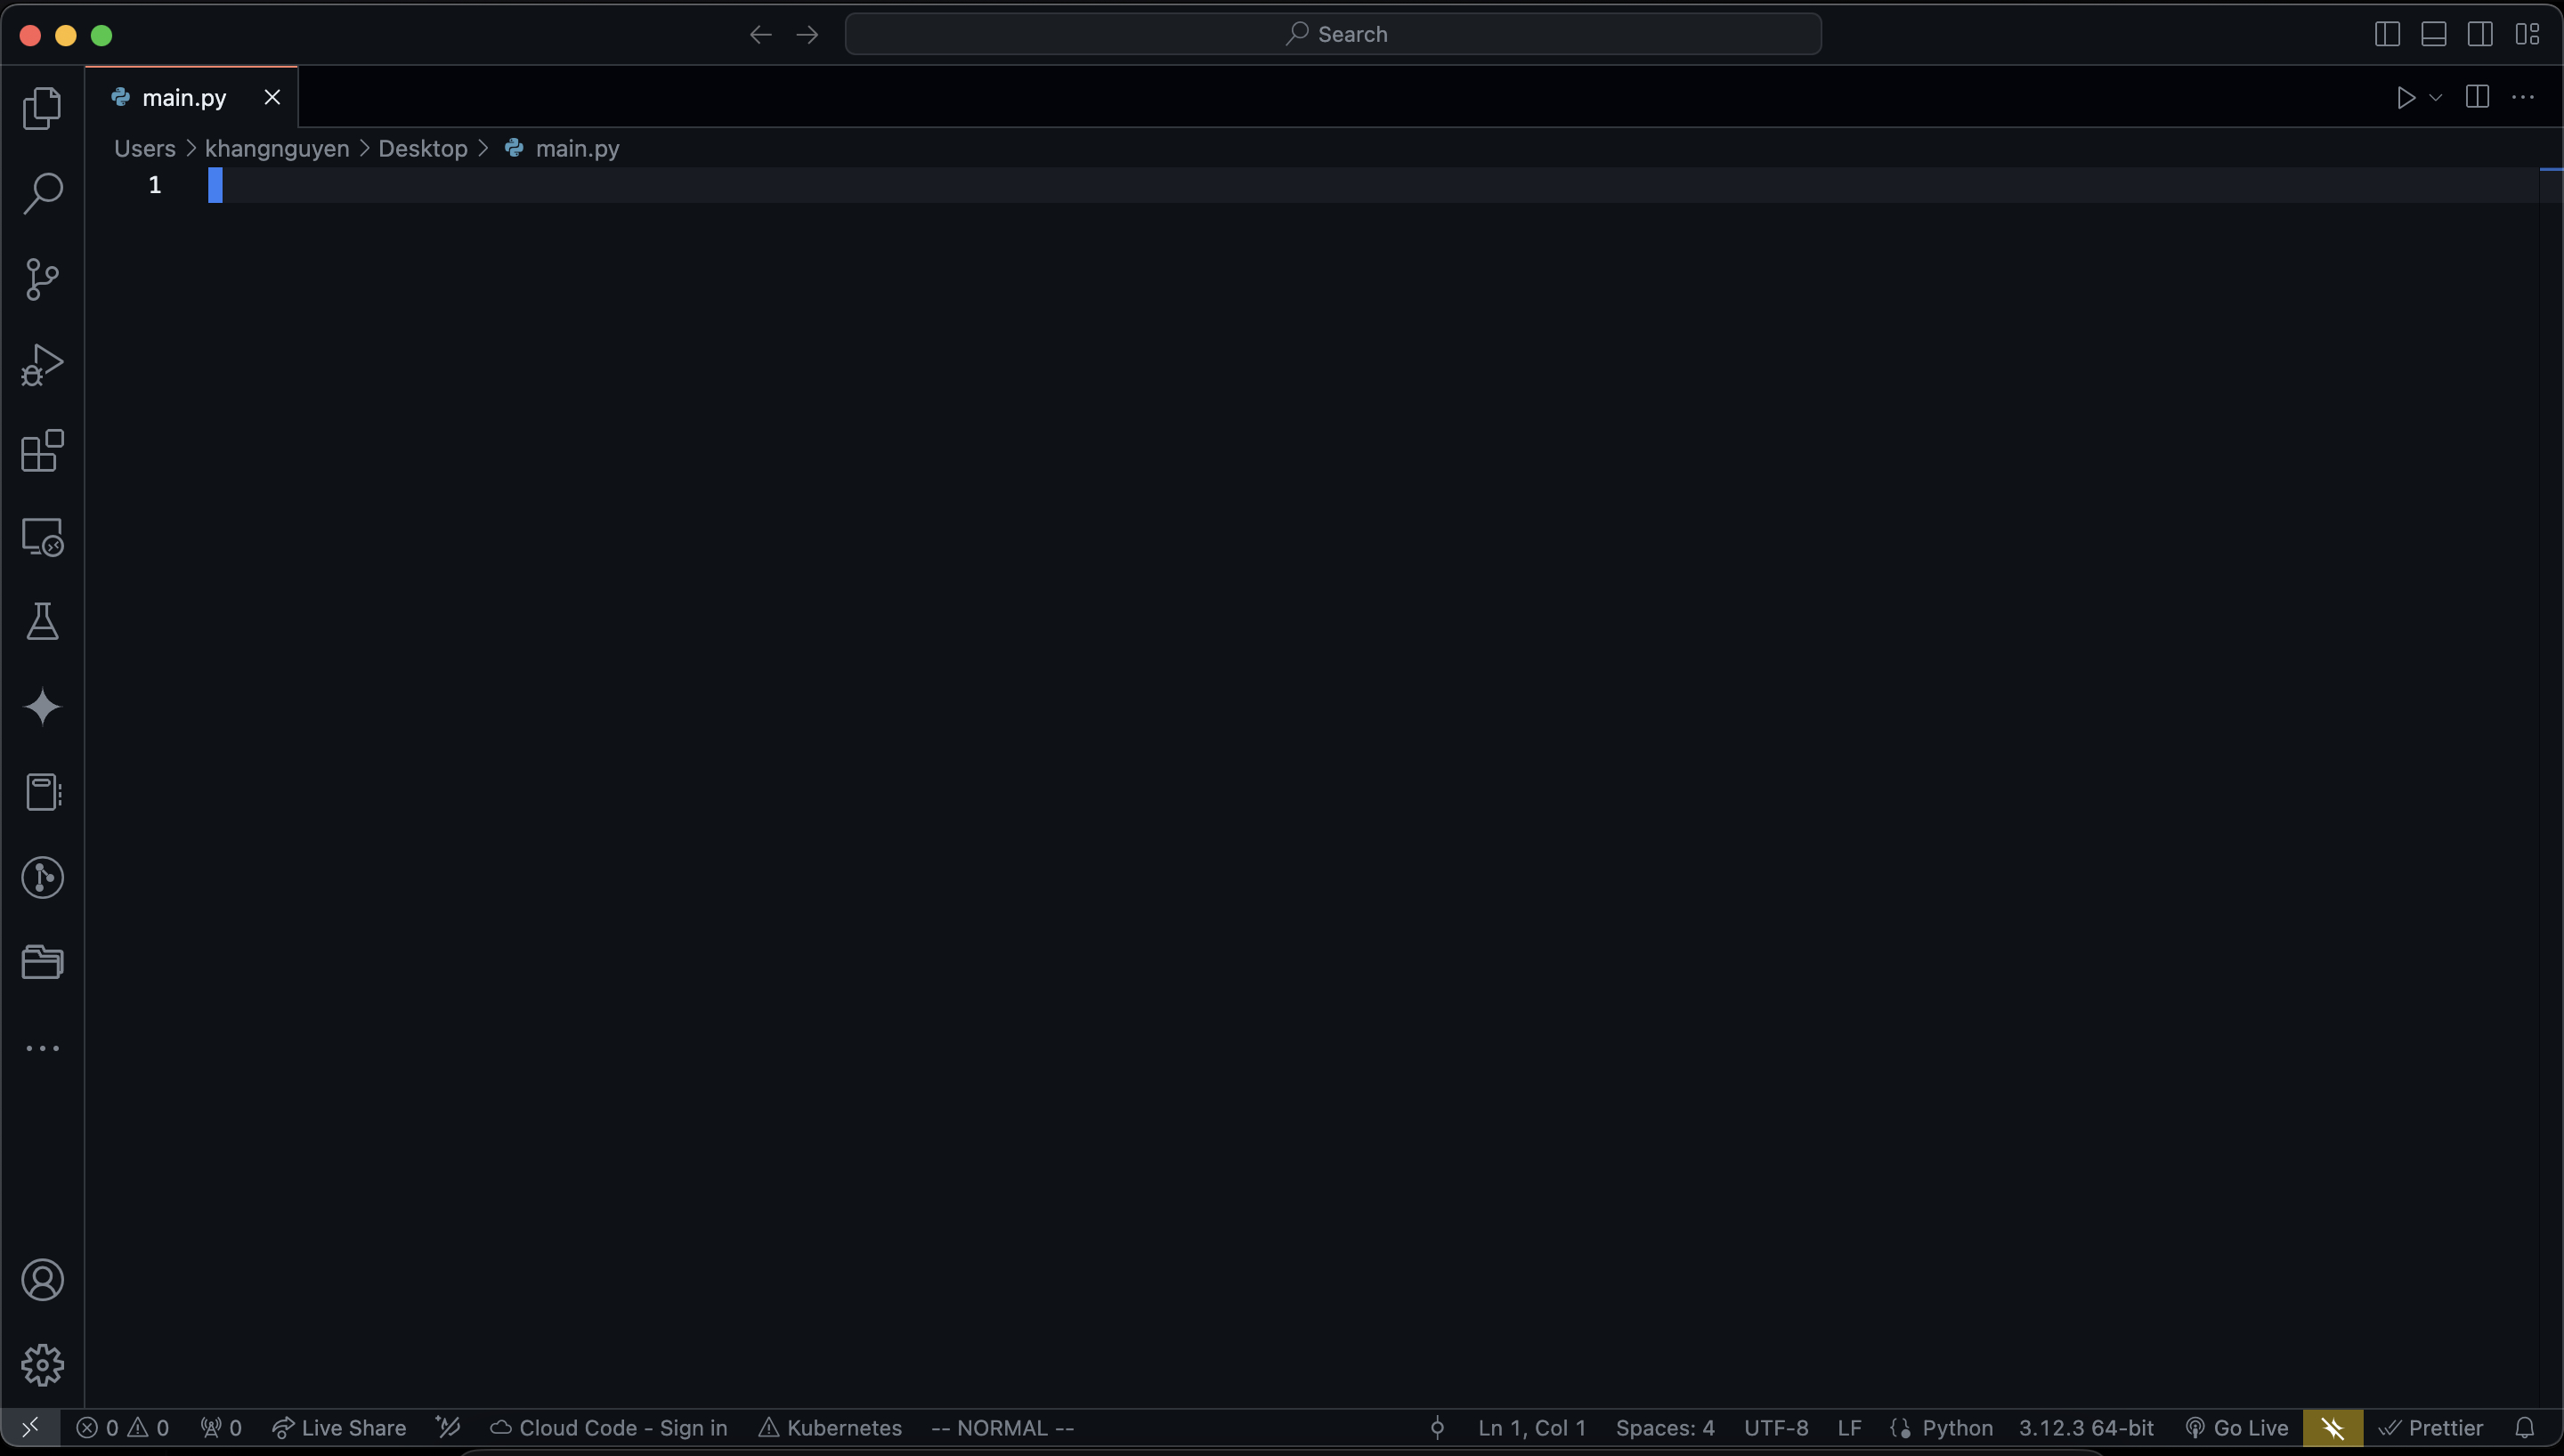 Search
main.py
Users > khangnguyen > Desktop > main.py
1
0 0 0 Live Share Cloud Code - Sign in Kubernetes -- NORMAL -- Ln 1, Col 1 Spaces: 4 UTF-8 LF Python 3.12.3 64-bit Go Live Prettier